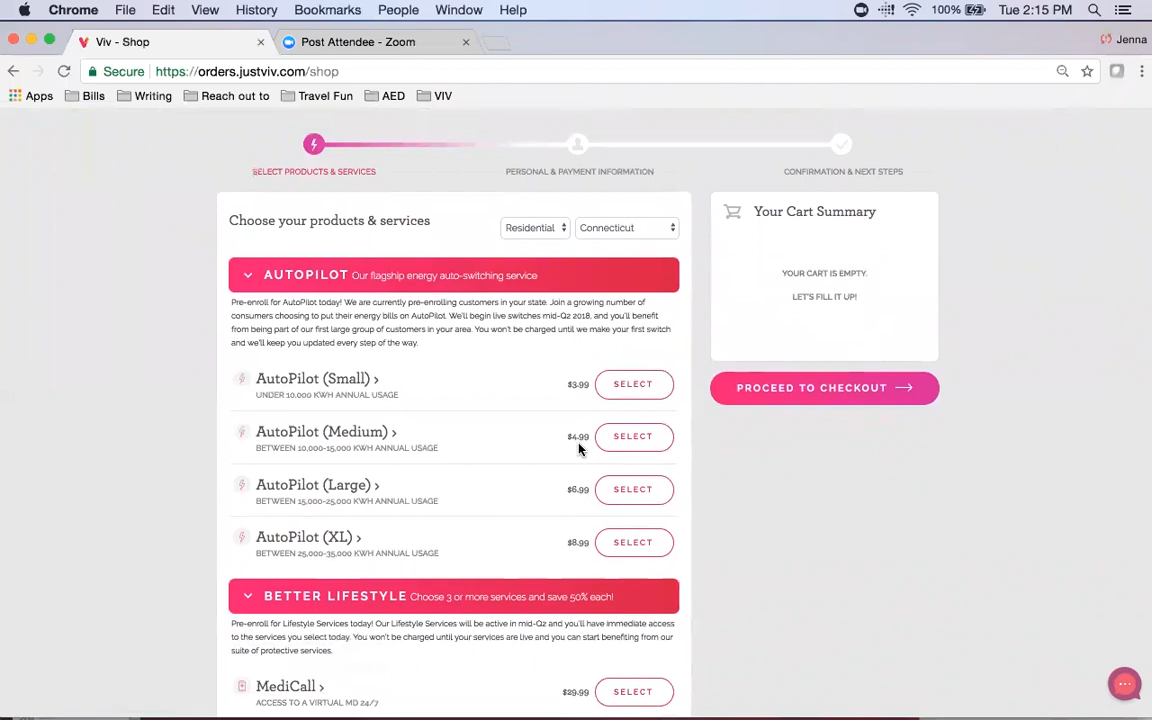 Chrome File Edit View History Bookmarks People Window Help 100% Tue 2:15 PM
Viv - Shop Post Attendee - Zoom Jenna
Secure https://orders.justviv.com/shop
Apps Bills Writing Reach out to Travel Fun AED VIV
SELECT PRODUCTS & SERVICES PERSONAL & PAYMENT INFORMATION CONFIRMATION & NEXT STEPS
Choose your products & services Residential Connecticut
AUTOPILOT Our flagship energy auto-switching service
Pre-enroll for AutoPilot today! We are currently pre-enrolling customers in your state. Join a growing number of
consumers choosing to put their energy bills on AutoPilot. We'll begin live switches mid-Q2 2018, and you'll benefit
from being part of our first large group of customers in your area. You won't be charged until we make your first switch
and we'll keep you updated every step of the way.
AutoPilot (Small) › $3.99 SELECT
UNDER 10,000 KWH ANNUAL USAGE
AutoPilot (Medium) › $4.99 SELECT
BETWEEN 10,000-15,000 KWH ANNUAL USAGE
AutoPilot (Large) › $6.99 SELECT
BETWEEN 15,000-25,000 KWH ANNUAL USAGE
AutoPilot (XL) › $8.99 SELECT
BETWEEN 25,000-35,000 KWH ANNUAL USAGE
BETTER LIFESTYLE Choose 3 or more services and save 50% each!
Pre-enroll for Lifestyle Services today! Our Lifestyle Services will be active in mid-Q2 and you'll have immediate access
to the services you select today. You won't be charged until your services are live and you can start benefiting from our
suite of protective services.
MediCall › $29.99 SELECT
ACCESS TO A VIRTUAL MD 24/7
Your Cart Summary
YOUR CART IS EMPTY.
LET'S FILL IT UP!
PROCEED TO CHECKOUT